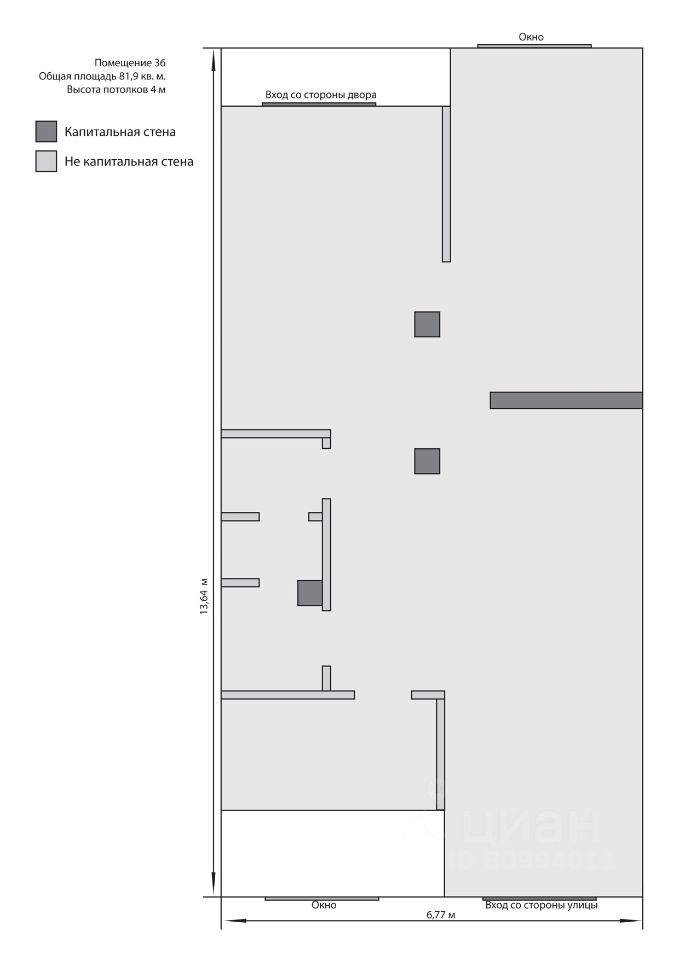 Окно
Помещение 36
Общая площадь 81,9 кв. м.
Высота потолков 4 м
Вход со стороны двора
Капитальная стена
Не капитальная стена
13,64 м
циан
Окно
Вход со стороны улицы
6,77 м